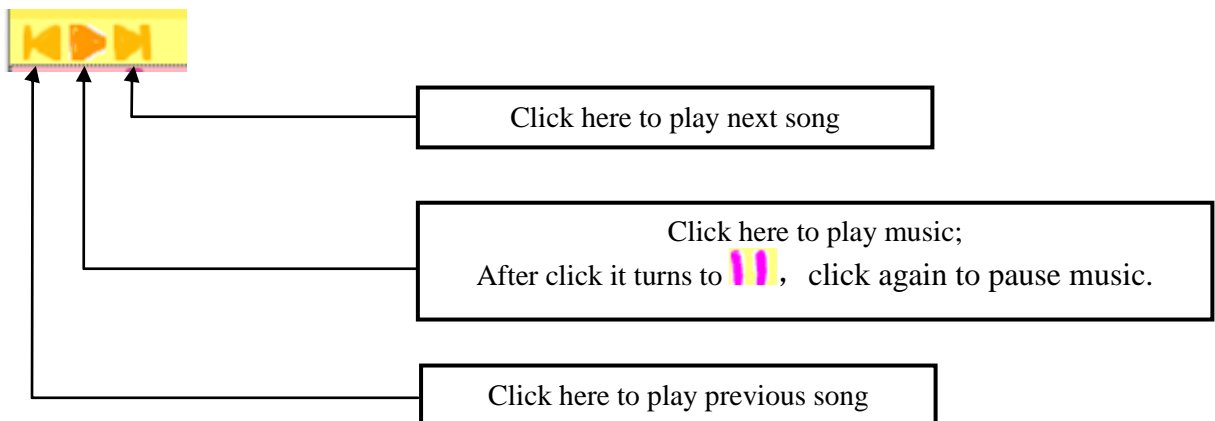 Click here to play next song
Click here to play music;
After click it turns to ， click again to pause music.
Click here to play previous song